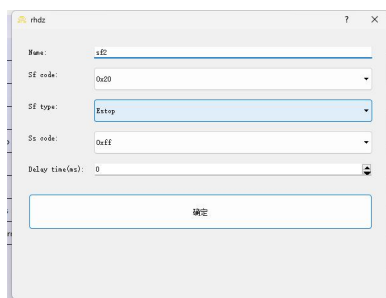 rhdz
Name: sf2
Sf code: 0x20
Sf type: Estop
Ss code: 0xff
Delay time(ms): 0
确定